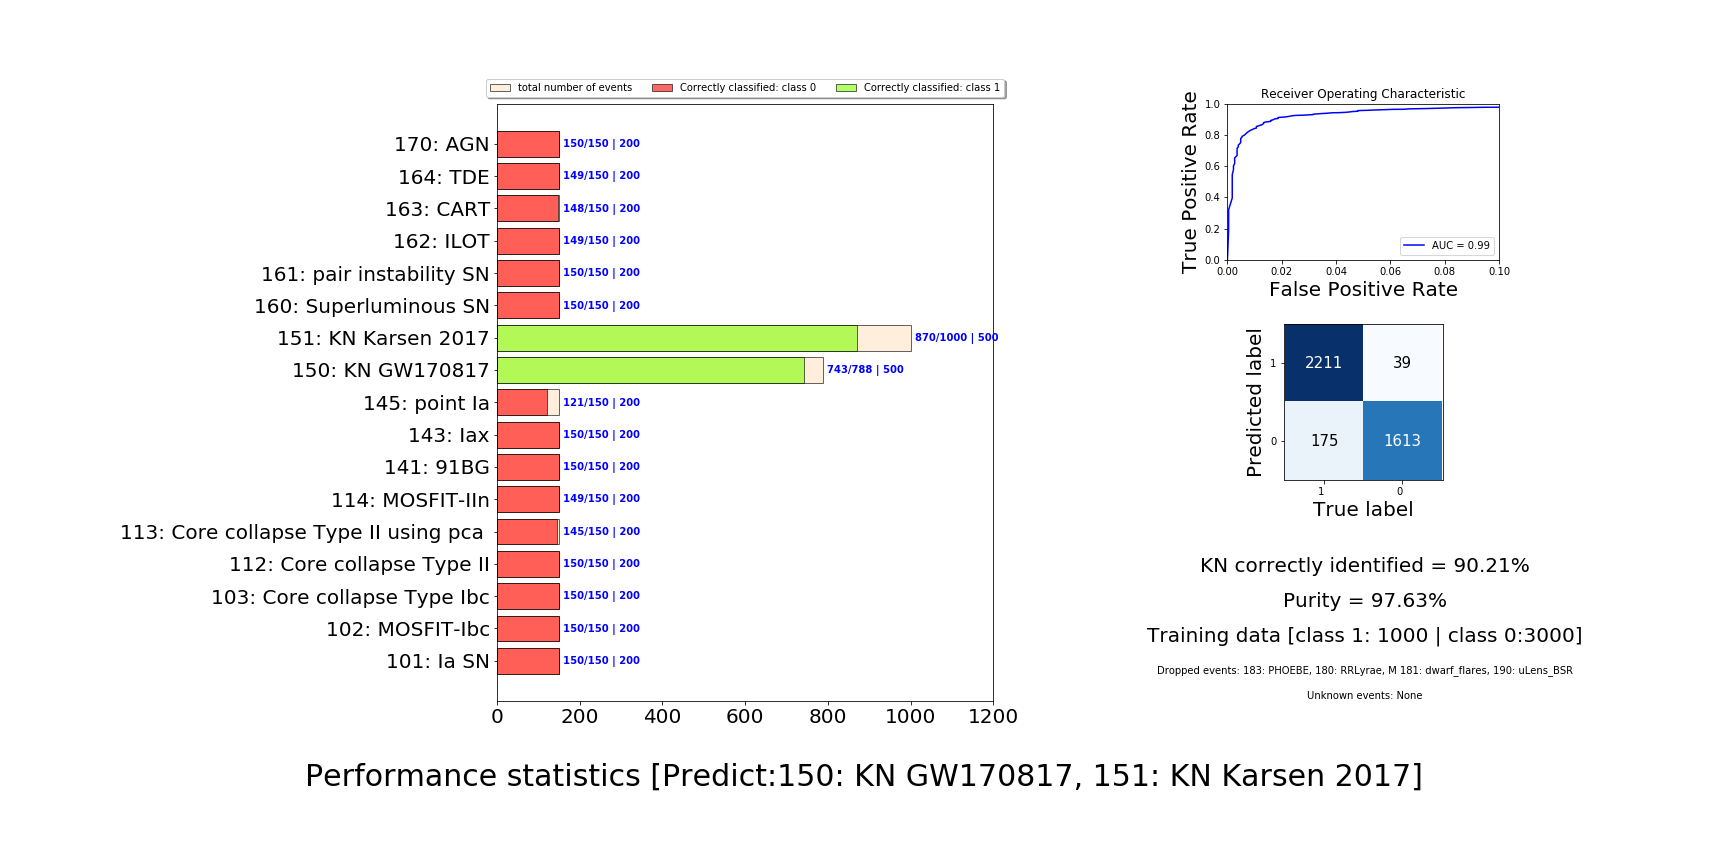 total number of events
Correctly classified: class 0
Correctly classified: class 1
170: AGN
150/150 | 200
164: TDE
149/150 | 200
163: CART
148/150 | 200
162: ILOT
149/150 | 200
161: pair instability SN
150/150 | 200
160: Superluminous SN
150/150 | 200
151: KN Karsen 2017
870/1000 | 500
150: KN GW170817
743/788 | 500
145: point Ia
121/150 | 200
143: Iax
150/150 | 200
141: 91BG
150/150 | 200
114: MOSFIT-IIn
149/150 | 200
113: Core collapse Type II using pca
145/150 | 200
112: Core collapse Type II
150/150 | 200
103: Core collapse Type Ibc
150/150 | 200
102: MOSFIT-Ibc
150/150 | 200
101: Ia SN
150/150 | 200
0 200 400 600 800 1000 1200
Receiver Operating Characteristic
True Positive Rate
1.0
0.8
0.6
0.4
0.2
0.0
AUC = 0.99
0.00 0.02 0.04 0.06 0.08 0.10
False Positive Rate
Predicted label
1
2211 39
0
175 1613
1 0
True label
KN correctly identified = 90.21%
Purity = 97.63%
Training data [class 1: 1000 | class 0:3000]
Dropped events: 183: PHOEBE, 180: RRLyrae, M 181: dwarf_flares, 190: uLens_BSR
Unknown events: None
Performance statistics [Predict:150: KN GW170817, 151: KN Karsen 2017]